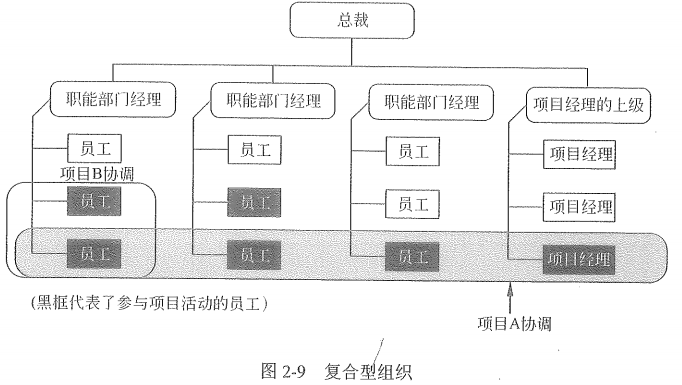 总裁
职能部门经理
职能部门经理
职能部门经理
项目经理的上级
员工
员工
员工
项目经理
项目B协调
员工
员工
员工
项目经理
员工
员工
员工
项目经理
(黑框代表了参与项目活动的员工)
项目A协调
图 2-9 复合型组织